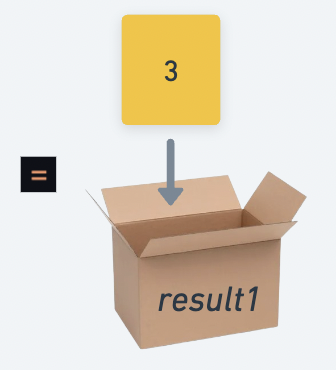 3
=
result1